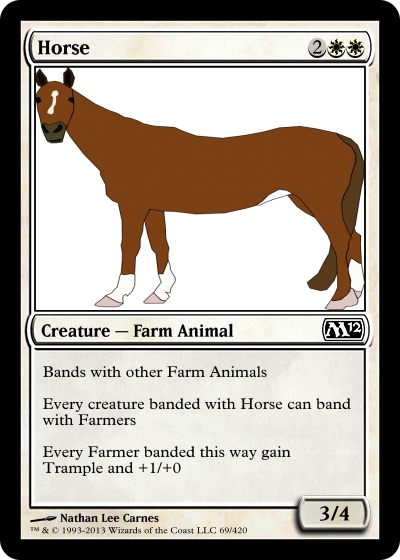 Horse 2
Creature — Farm Animal M12
Bands with other Farm Animals
Every creature banded with Horse can band
with Farmers
Every Farmer banded this way gain
Trample and +1/+0
3/4
Nathan Lee Carnes
™ & © 1993-2013 Wizards of the Coast LLC 69/420